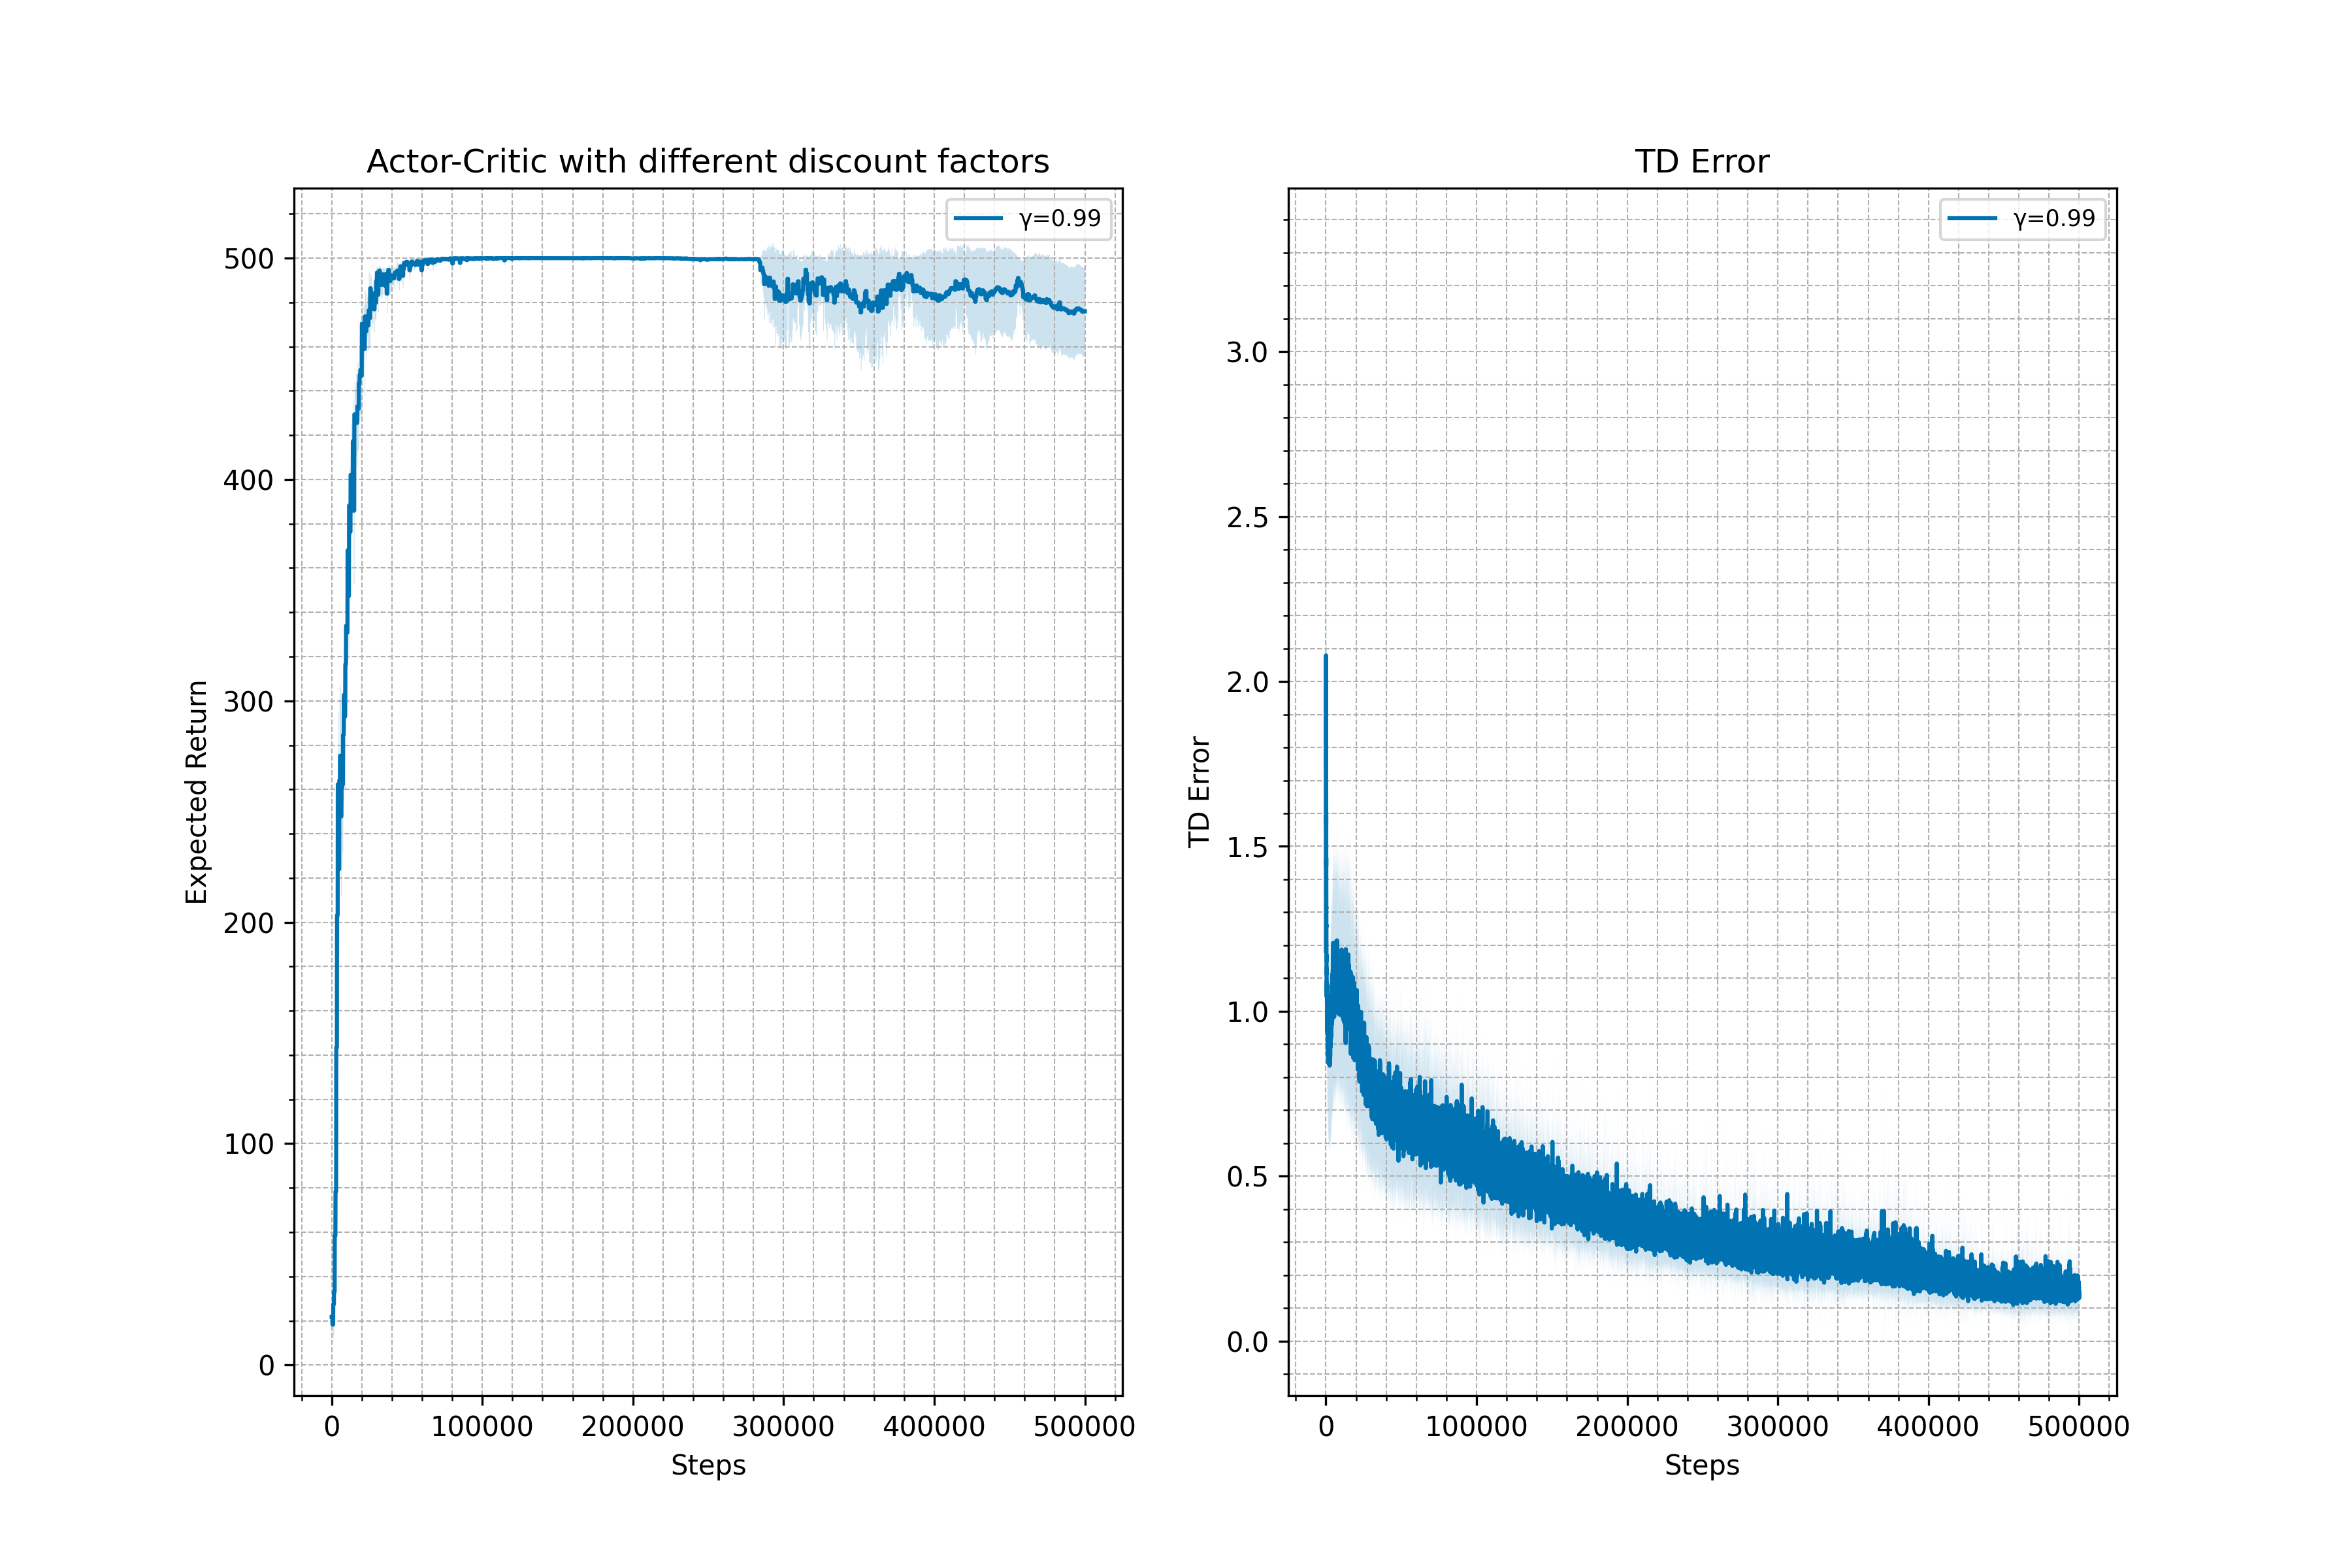 Actor-Critic with different discount factors
γ=0.99
500
400
300
200
100
0
Expected Return
0 100000 200000 300000 400000 500000
Steps
TD Error
γ=0.99
3.0
2.5
2.0
1.5
1.0
0.5
0.0
TD Error
0 100000 200000 300000 400000 500000
Steps